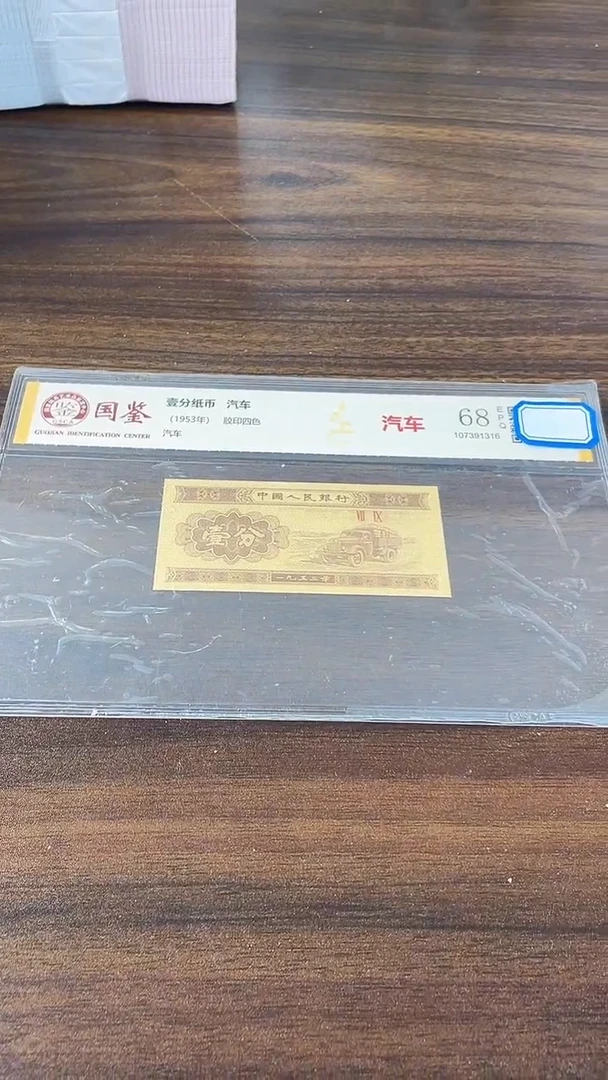 国鉴
GUOJIAN IDENTIFICATION CENTER
壹分纸币 汽车
(1953年) 胶印四色
汽车
汽车
68
EPQ
107391316
中國人民銀行
VII IX
壹分
一九五三年